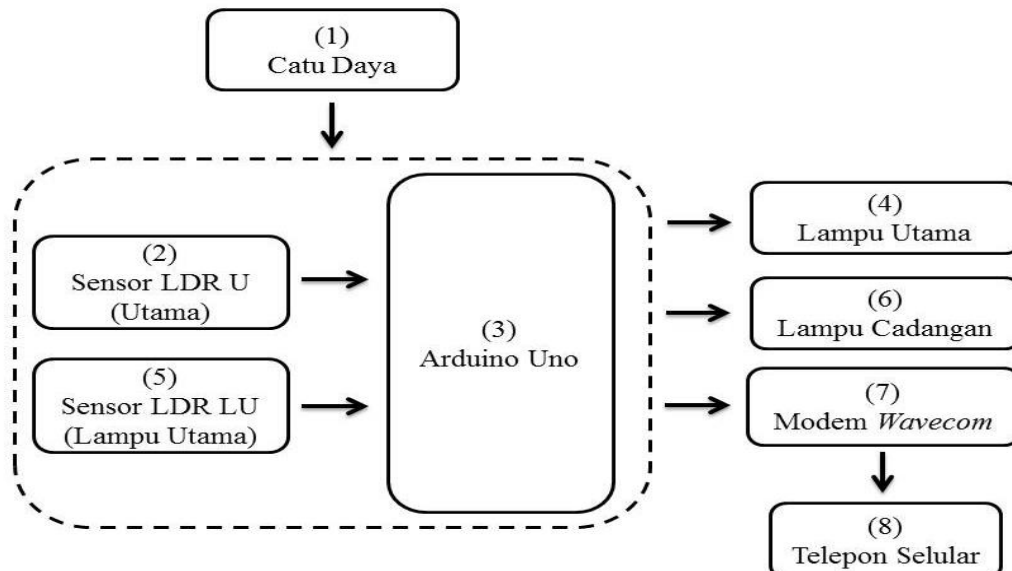 (1)
Catu Daya
(2)
Sensor LDR U
(Utama)
(5)
Sensor LDR LU
(Lampu Utama)
(3)
Arduino Uno
(4)
Lampu Utama
(6)
Lampu Cadangan
(7)
Modem Wavecom
(8)
Telepon Selular